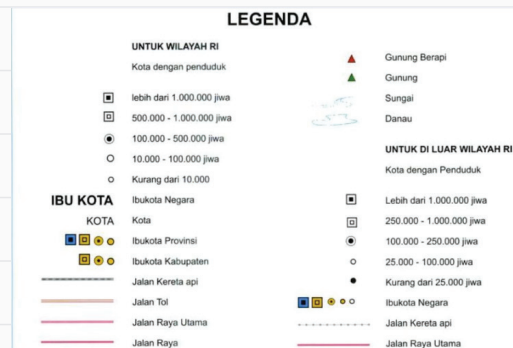 LEGENDA
UNTUK WILAYAH RI
Kota dengan penduduk
lebih dari 1.000.000 jiwa
500.000 - 1.000.000 jiwa
100.000 - 500.000 jiwa
10.000 - 100.000 jiwa
Kurang dari 10.000
IBU KOTA Ibukota Negara
KOTA Kota
Ibukota Provinsi
Ibukota Kabupaten
Jalan Kereta api
Jalan Tol
Jalan Raya Utama
Jalan Raya
Gunung Berapi
Gunung
Sungai
Danau
UNTUK DI LUAR WILAYAH RI
Kota dengan Penduduk
Lebih dari 1.000.000 jiwa
250.000 - 1.000.000 jiwa
100.000 - 250.000 jiwa
25.000 - 100.000 jiwa
Kurang dari 25.000 jiwa
Ibukota Negara
Jalan Kereta api
Jalan Raya Utama